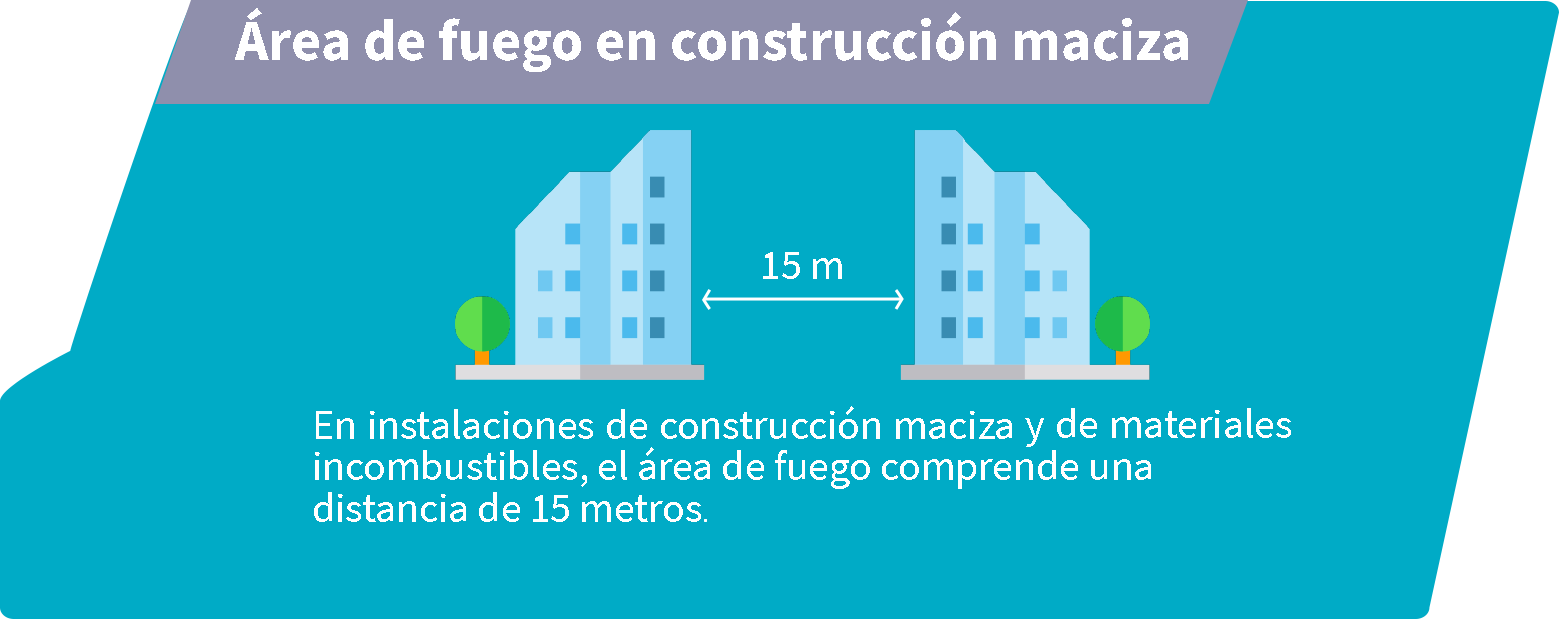 Área de fuego en construcción maciza
15 m
En instalaciones de construcción maciza y de materiales
incombustibles, el área de fuego comprende una
distancia de 15 metros.